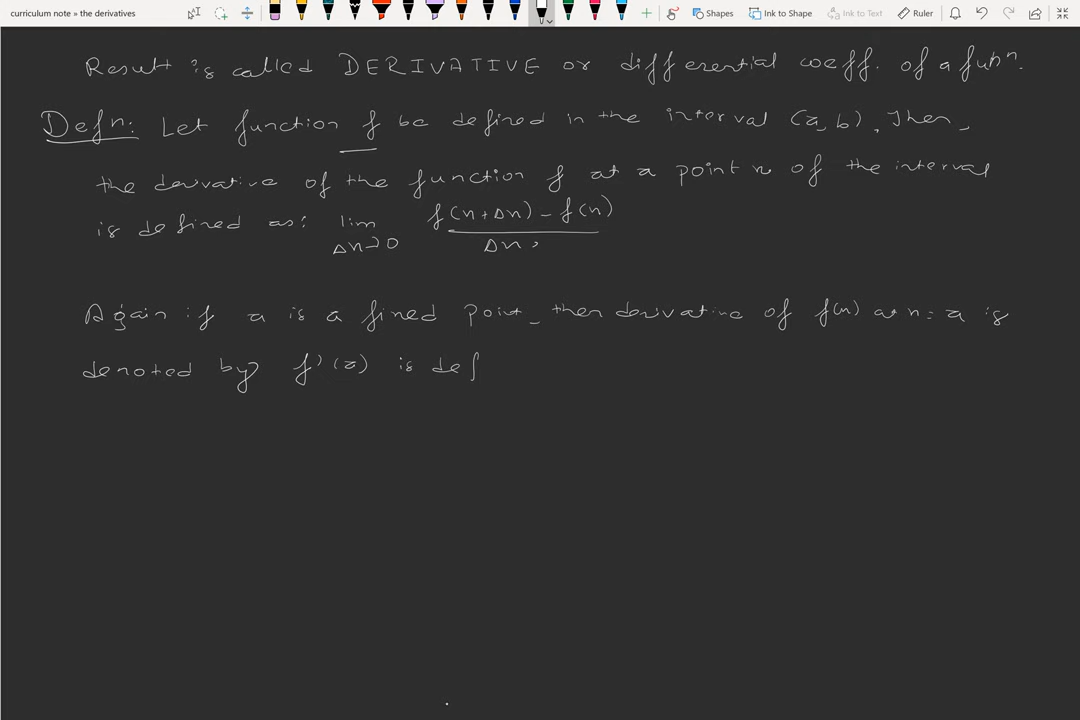 curriculum note » the derivatives
Shapes
Ink to Shape
Ink to Text
Ruler
Result is called DERIVATIVE or differential coeff. of a funⁿ.
Defn: Let function f be defined in the interval (a, b), Then,
the derivative of the function f at a point x of the interval
is defined as: lim Δx→0 f(x+Δx) - f(x) / Δx,
Again if a is a fixed point, then derivative of f(x) at x = a is
denoted by f'(a) is def